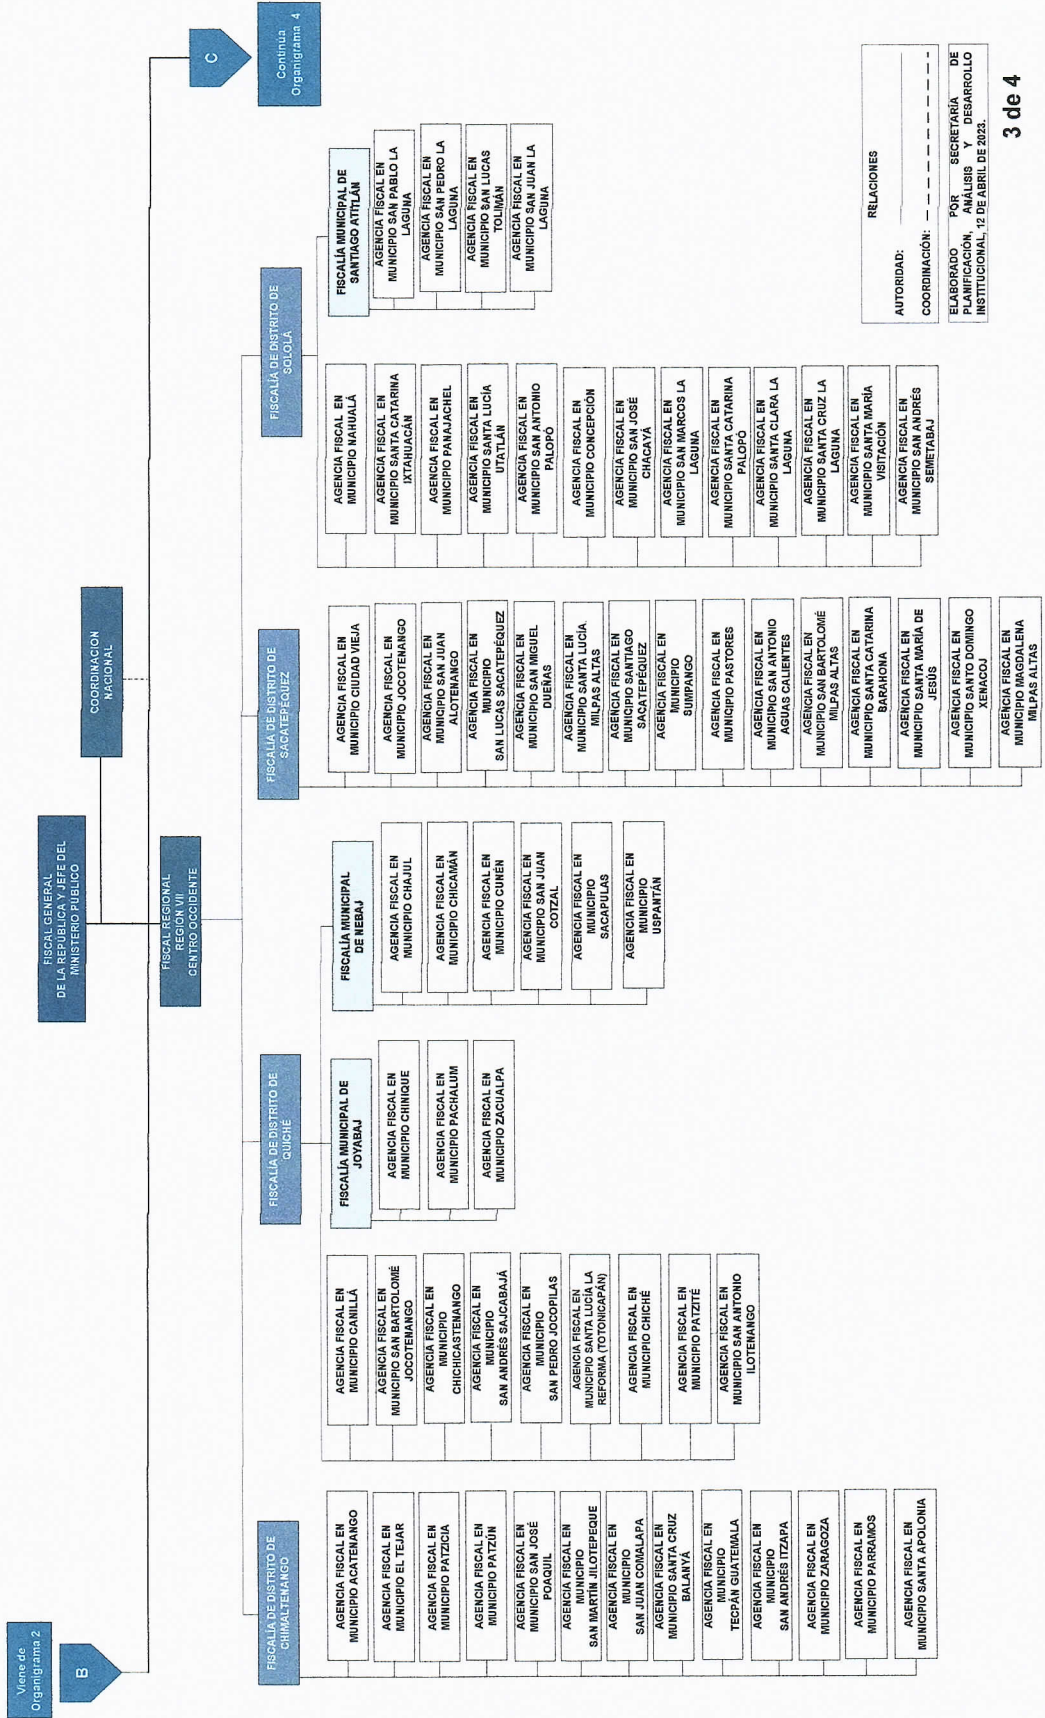 Viene de
Organigrama 2
B
FISCAL GENERAL
DE LA REPÚBLICA Y JEFE DEL
MINISTERIO PÚBLICO
COORDINACION
NACIONAL
FISCAL REGIONAL
REGIÓN VII
CENTRO OCCIDENTE
C
Continúa
Organigrama 4
FISCALÍA DE DISTRITO DE
CHIMALTENANGO
AGENCIA FISCAL EN
MUNICIPIO ACATENANGO
AGENCIA FISCAL EN
MUNICIPIO EL TEJAR
AGENCIA FISCAL EN
MUNICIPIO PATZICIA
AGENCIA FISCAL EN
MUNICIPIO PATZÚN
AGENCIA FISCAL EN
MUNICIPIO SAN JOSÉ
POAQUIL
AGENCIA FISCAL EN
MUNICIPIO
SAN MARTÍN JILOTEPEQUE
AGENCIA FISCAL EN
MUNICIPIO
SAN JUAN COMALAPA
AGENCIA FISCAL EN
MUNICIPIO SANTA CRUZ
BALANYÁ
AGENCIA FISCAL EN
MUNICIPIO
TECPÁN GUATEMALA
AGENCIA FISCAL EN
MUNICIPIO
SAN ANDRÉS ITZAPA
AGENCIA FISCAL EN
MUNICIPIO ZARAGOZA
AGENCIA FISCAL EN
MUNICIPIO PARRAMOS
AGENCIA FISCAL EN
MUNICIPIO SANTA APOLONIA
FISCALÍA DE DISTRITO DE
QUICHÉ
AGENCIA FISCAL EN
MUNICIPIO CANILLÁ
AGENCIA FISCAL EN
MUNICIPIO SAN BARTOLOMÉ
JOCOTENANGO
AGENCIA FISCAL EN
MUNICIPIO
CHICHICASTENANGO
AGENCIA FISCAL EN
MUNICIPIO
SAN ANDRÉS SAJCABAJÁ
AGENCIA FISCAL EN
MUNICIPIO
SAN PEDRO JOCOPILAS
AGENCIA FISCAL EN
MUNICIPIO SANTA LUCÍA LA
REFORMA (TOTONICAPÁN)
AGENCIA FISCAL EN
MUNICIPIO CHICHÉ
AGENCIA FISCAL EN
MUNICIPIO PATZITÉ
AGENCIA FISCAL EN
MUNICIPIO SAN ANTONIO
ILOTENANGO
FISCALÍA MUNICIPAL DE
JOYABAJ
AGENCIA FISCAL EN
MUNICIPIO CHINIQUE
AGENCIA FISCAL EN
MUNICIPIO PACHALUM
AGENCIA FISCAL EN
MUNICIPIO ZACUALPA
FISCALÍA MUNICIPAL
DE NEBAJ
AGENCIA FISCAL EN
MUNICIPIO CHAJUL
AGENCIA FISCAL EN
MUNICIPIO CHICAMÁN
AGENCIA FISCAL EN
MUNICIPIO CUNÉN
AGENCIA FISCAL EN
MUNICIPIO SAN JUAN
COTZAL
AGENCIA FISCAL EN
MUNICIPIO
SACAPULAS
AGENCIA FISCAL EN
MUNICIPIO
USPANTÁN
FISCALÍA DE DISTRITO DE
SACATEPÉQUEZ
AGENCIA FISCAL EN
MUNICIPIO CIUDAD VIEJA
AGENCIA FISCAL EN
MUNICIPIO JOCOTENANGO
AGENCIA FISCAL EN
MUNICIPIO SAN JUAN
ALOTENANGO
AGENCIA FISCAL EN
MUNICIPIO
SAN LUCAS SACATEPÉQUEZ
AGENCIA FISCAL EN
MUNICIPIO SAN MIGUEL
DUEÑAS
AGENCIA FISCAL EN
MUNICIPIO SANTA LUCÍA
MILPAS ALTAS
AGENCIA FISCAL EN
MUNICIPIO SANTIAGO
SACATEPÉQUEZ
AGENCIA FISCAL EN
MUNICIPIO
SUMPANGO
AGENCIA FISCAL EN
MUNICIPIO PASTORES
AGENCIA FISCAL EN
MUNICIPIO SAN ANTONIO
AGUAS CALIENTES
AGENCIA FISCAL EN
MUNICIPIO SAN BARTOLOMÉ
MILPAS ALTAS
AGENCIA FISCAL EN
MUNICIPIO SANTA CATARINA
BARAHONA
AGENCIA FISCAL EN
MUNICIPIO SANTA MARÍA DE
JESÚS
AGENCIA FISCAL EN
MUNICIPIO SANTO DOMINGO
XENACOJ
AGENCIA FISCAL EN
MUNICIPIO MAGDALENA
MILPAS ALTAS
FISCALÍA DE DISTRITO DE
SOLOLÁ
AGENCIA FISCAL EN
MUNICIPIO NAHUALÁ
AGENCIA FISCAL EN
MUNICIPIO SANTA CATARINA
IXTAHUACÁN
AGENCIA FISCAL EN
MUNICIPIO PANAJACHEL
AGENCIA FISCAL EN
MUNICIPIO SANTA LUCÍA
UTATLÁN
AGENCIA FISCAL EN
MUNICIPIO SAN ANTONIO
PALOPÓ
AGENCIA FISCAL EN
MUNICIPIO CONCEPCIÓN
AGENCIA FISCAL EN
MUNICIPIO SAN JOSÉ
CHACAYÁ
AGENCIA FISCAL EN
MUNICIPIO SAN MARCOS LA
LAGUNA
AGENCIA FISCAL EN
MUNICIPIO SANTA CATARINA
PALOPÓ
AGENCIA FISCAL EN
MUNICIPIO SANTA CLARA LA
LAGUNA
AGENCIA FISCAL EN
MUNICIPIO SANTA CRUZ LA
LAGUNA
AGENCIA FISCAL EN
MUNICIPIO SANTA MARÍA
VISITACIÓN
AGENCIA FISCAL EN
MUNICIPIO SAN ANDRÉS
SEMETABAJ
FISCALÍA MUNICIPAL DE
SANTIAGO ATITLÁN
AGENCIA FISCAL EN
MUNICIPIO SAN PABLO LA
LAGUNA
AGENCIA FISCAL EN
MUNICIPIO SAN PEDRO LA
LAGUNA
AGENCIA FISCAL EN
MUNICIPIO SAN LUCAS
TOLIMÁN
AGENCIA FISCAL EN
MUNICIPIO SAN JUAN LA
LAGUNA
RELACIONES
AUTORIDAD:
COORDINACIÓN:
ELABORADO POR SECRETARÍA DE
PLANIFICACIÓN, ANÁLISIS Y DESARROLLO
INSTITUCIONAL, 12 DE ABRIL DE 2023.
3 de 4